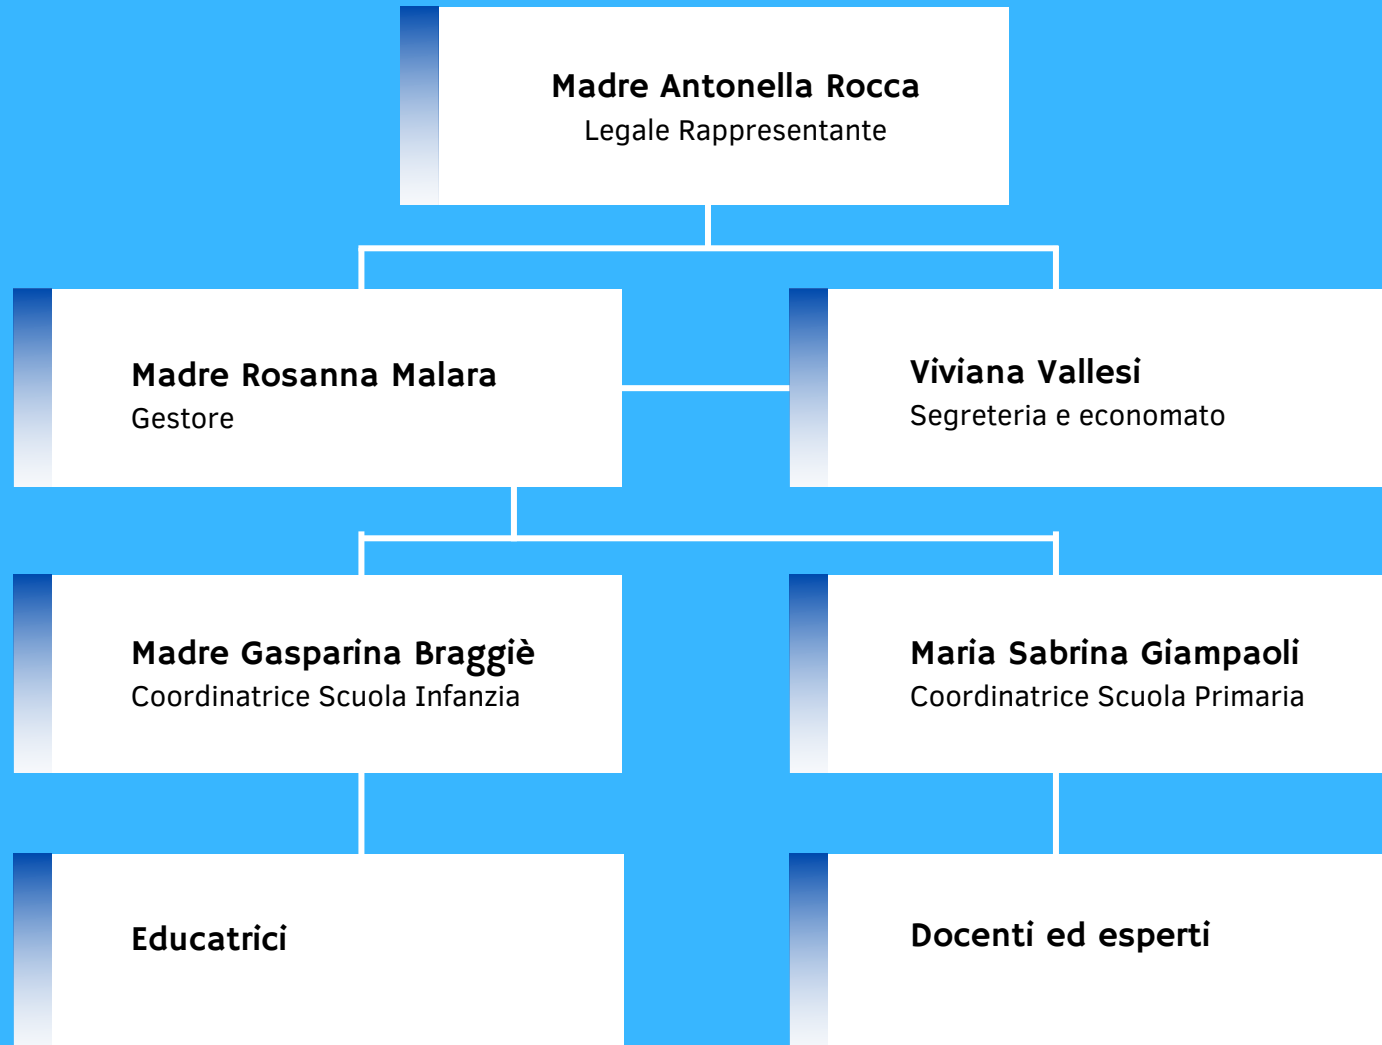 Madre Antonella Rocca
Legale Rappresentante
Madre Rosanna Malara
Gestore
Viviana Vallesi
Segreteria e economato
Madre Gasparina Braggiè
Coordinatrice Scuola Infanzia
Maria Sabrina Giampaoli
Coordinatrice Scuola Primaria
Educatrici
Docenti ed esperti